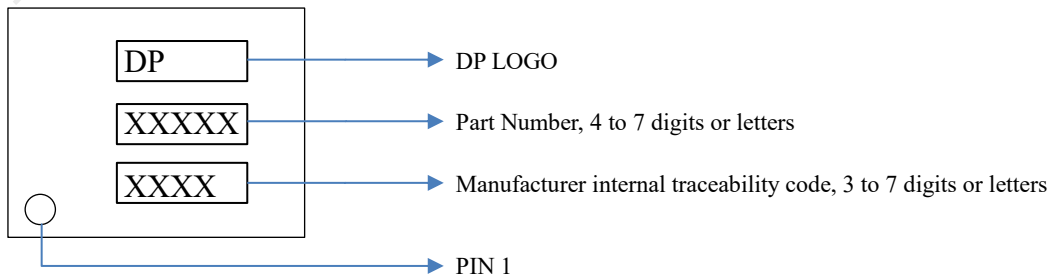 DP DP LOGO
XXXXX Part Number, 4 to 7 digits or letters
XXXX Manufacturer internal traceability code, 3 to 7 digits or letters
PIN 1